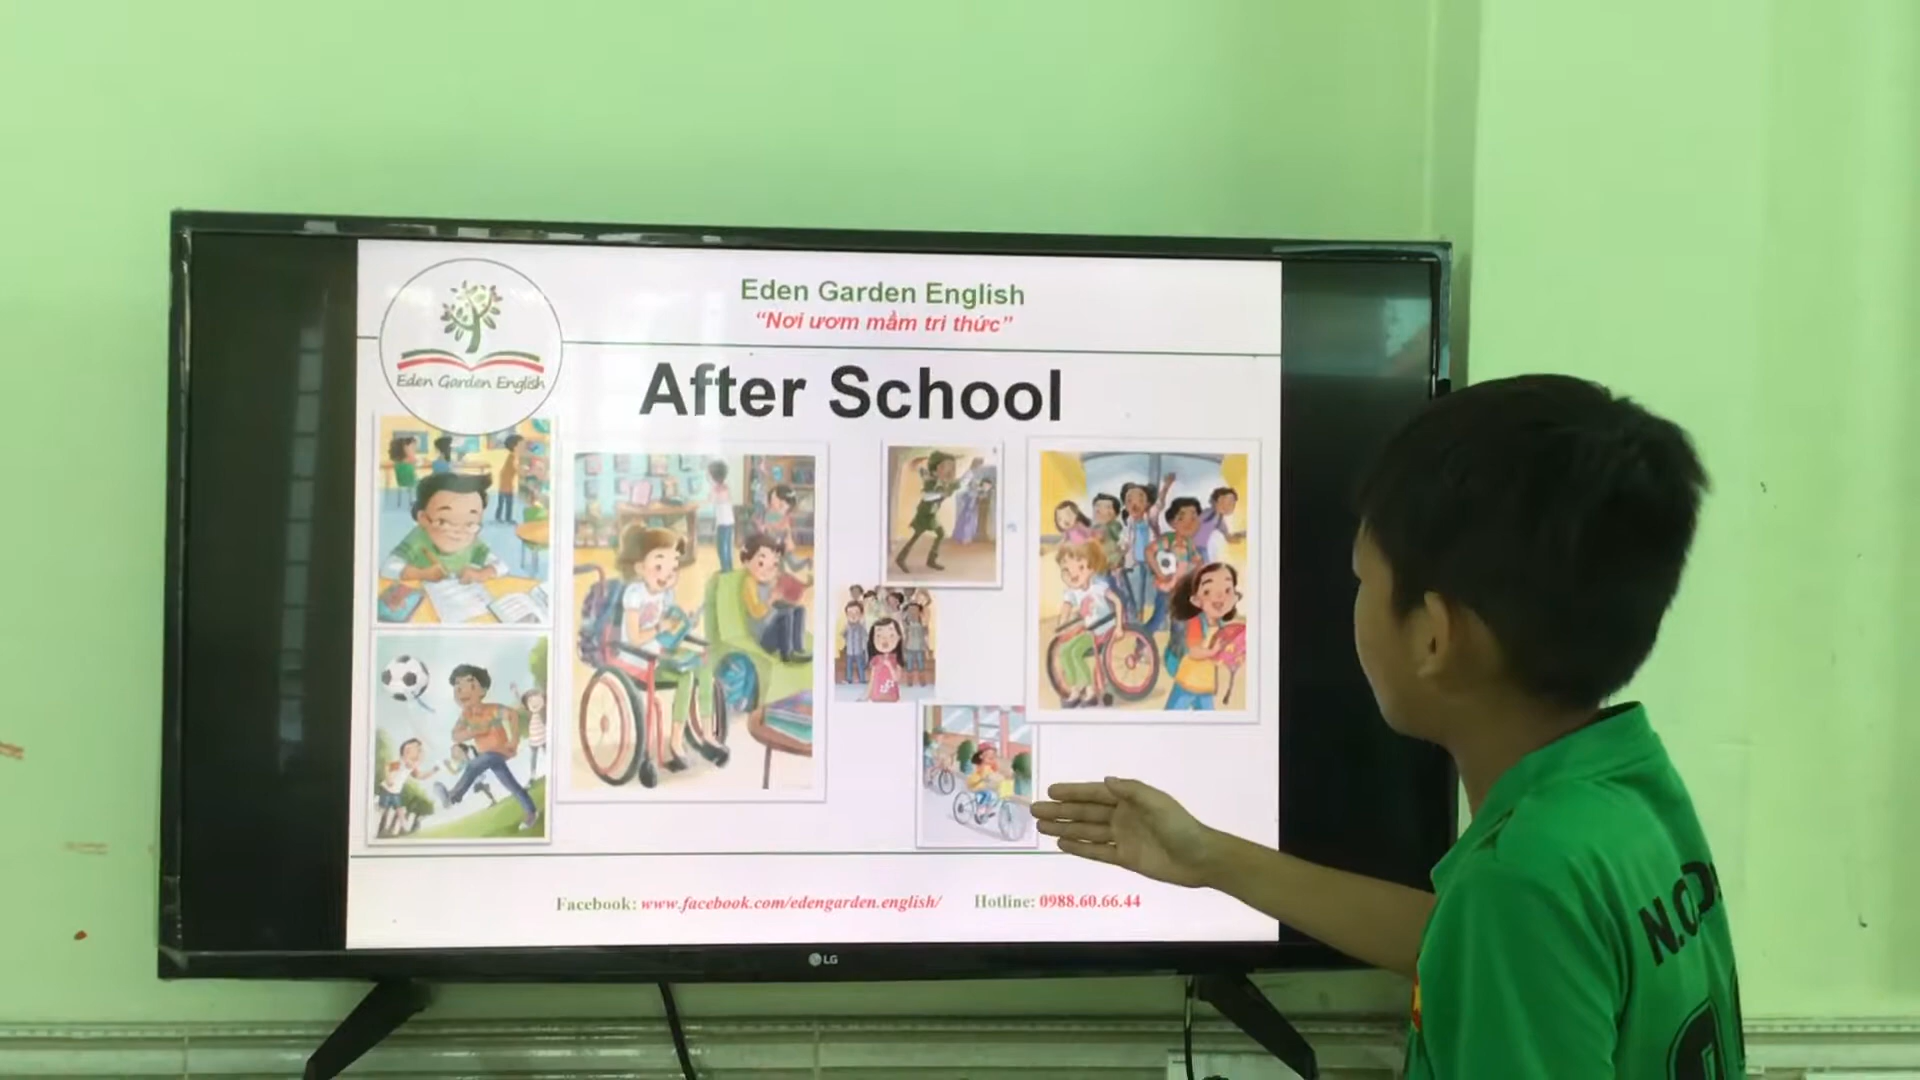 Eden Garden English
“Nơi ươm mầm tri thức”
Eden Garden English
After School
Facebook: www.facebook.com/edengarden.english/ Hotline: 0988.60.66.44
LG